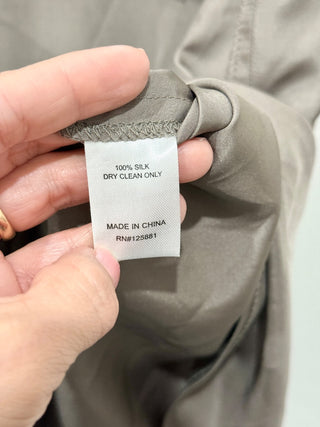 100% SILK
DRY CLEAN ONLY
MADE IN CHINA
RN#125881